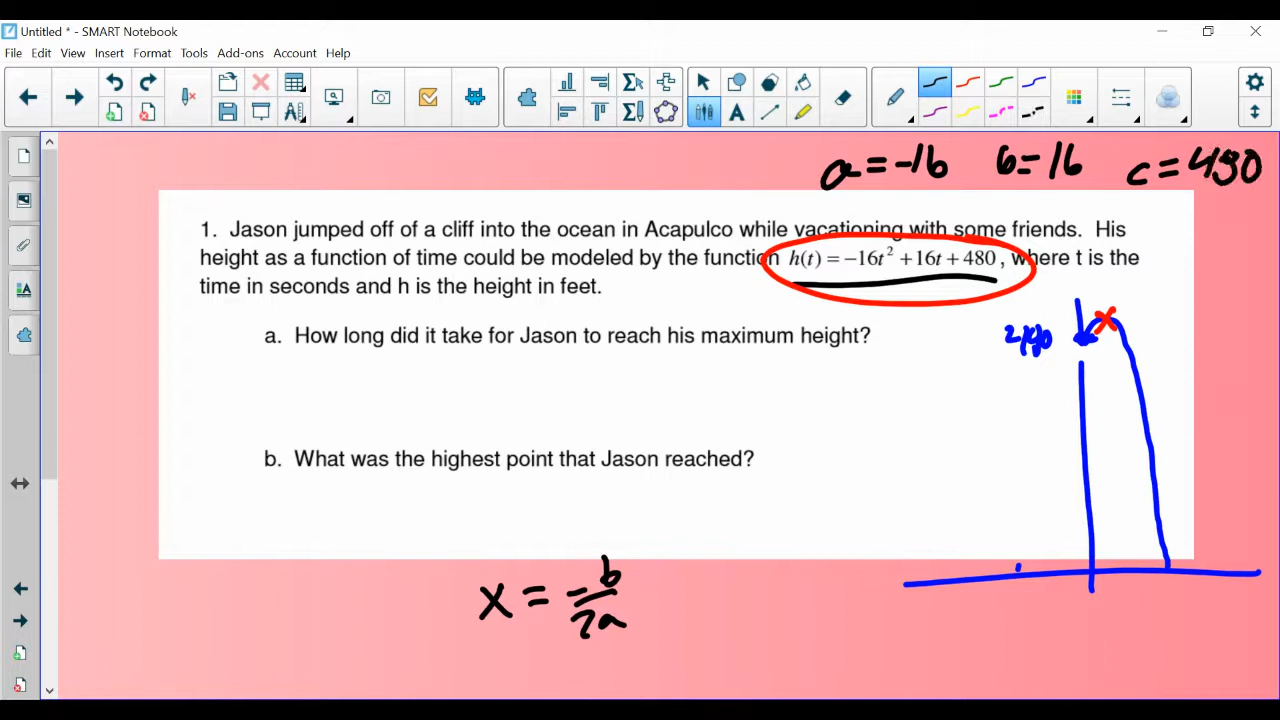 Untitled * - SMART Notebook
File Edit View Insert Format Tools Add-ons Account Help
a = -16 b = 16 c = 480
1. Jason jumped off of a cliff into the ocean in Acapulco while vacationing with some friends. His
height as a function of time could be modeled by the function h(t) = −16t² +16t + 480, where t is the
time in seconds and h is the height in feet.
a. How long did it take for Jason to reach his maximum height?
b. What was the highest point that Jason reached?
x = -b/2a